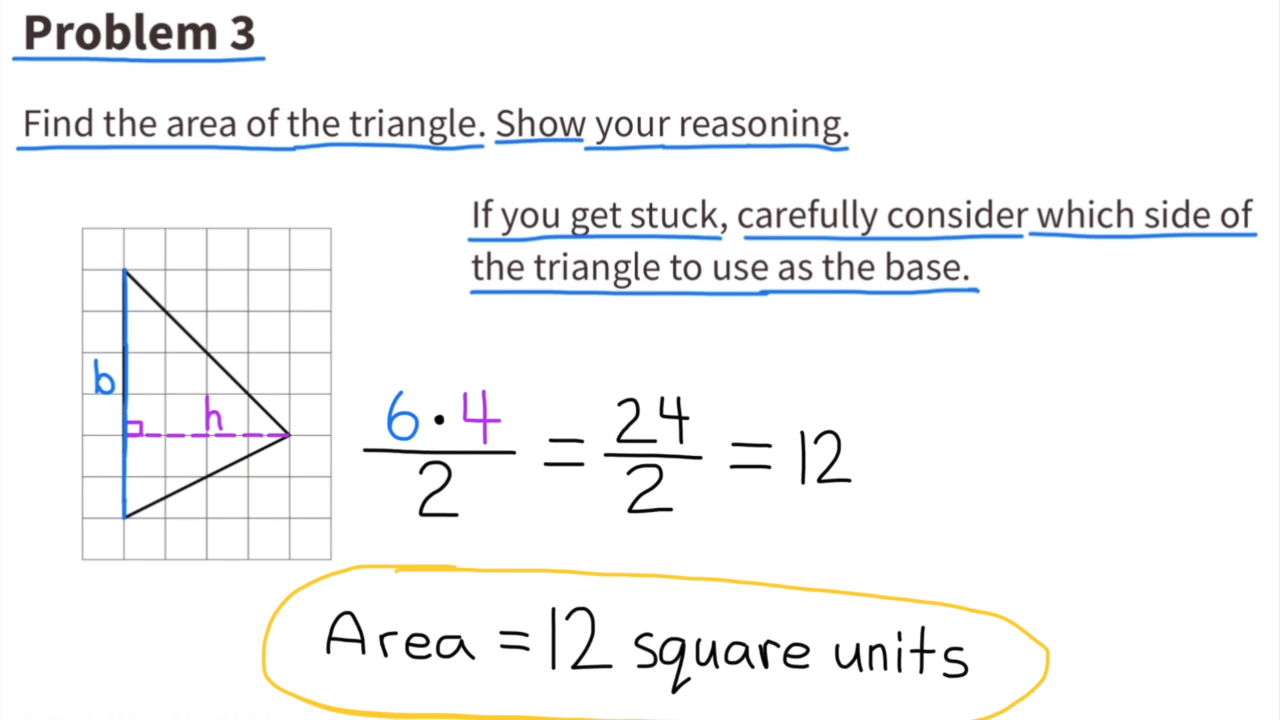 Problem 3
Find the area of the triangle. Show your reasoning.
If you get stuck, carefully consider which side of
the triangle to use as the base.
b
h
6 · 4
2
=
24
2
= 12
Area = 12 square units